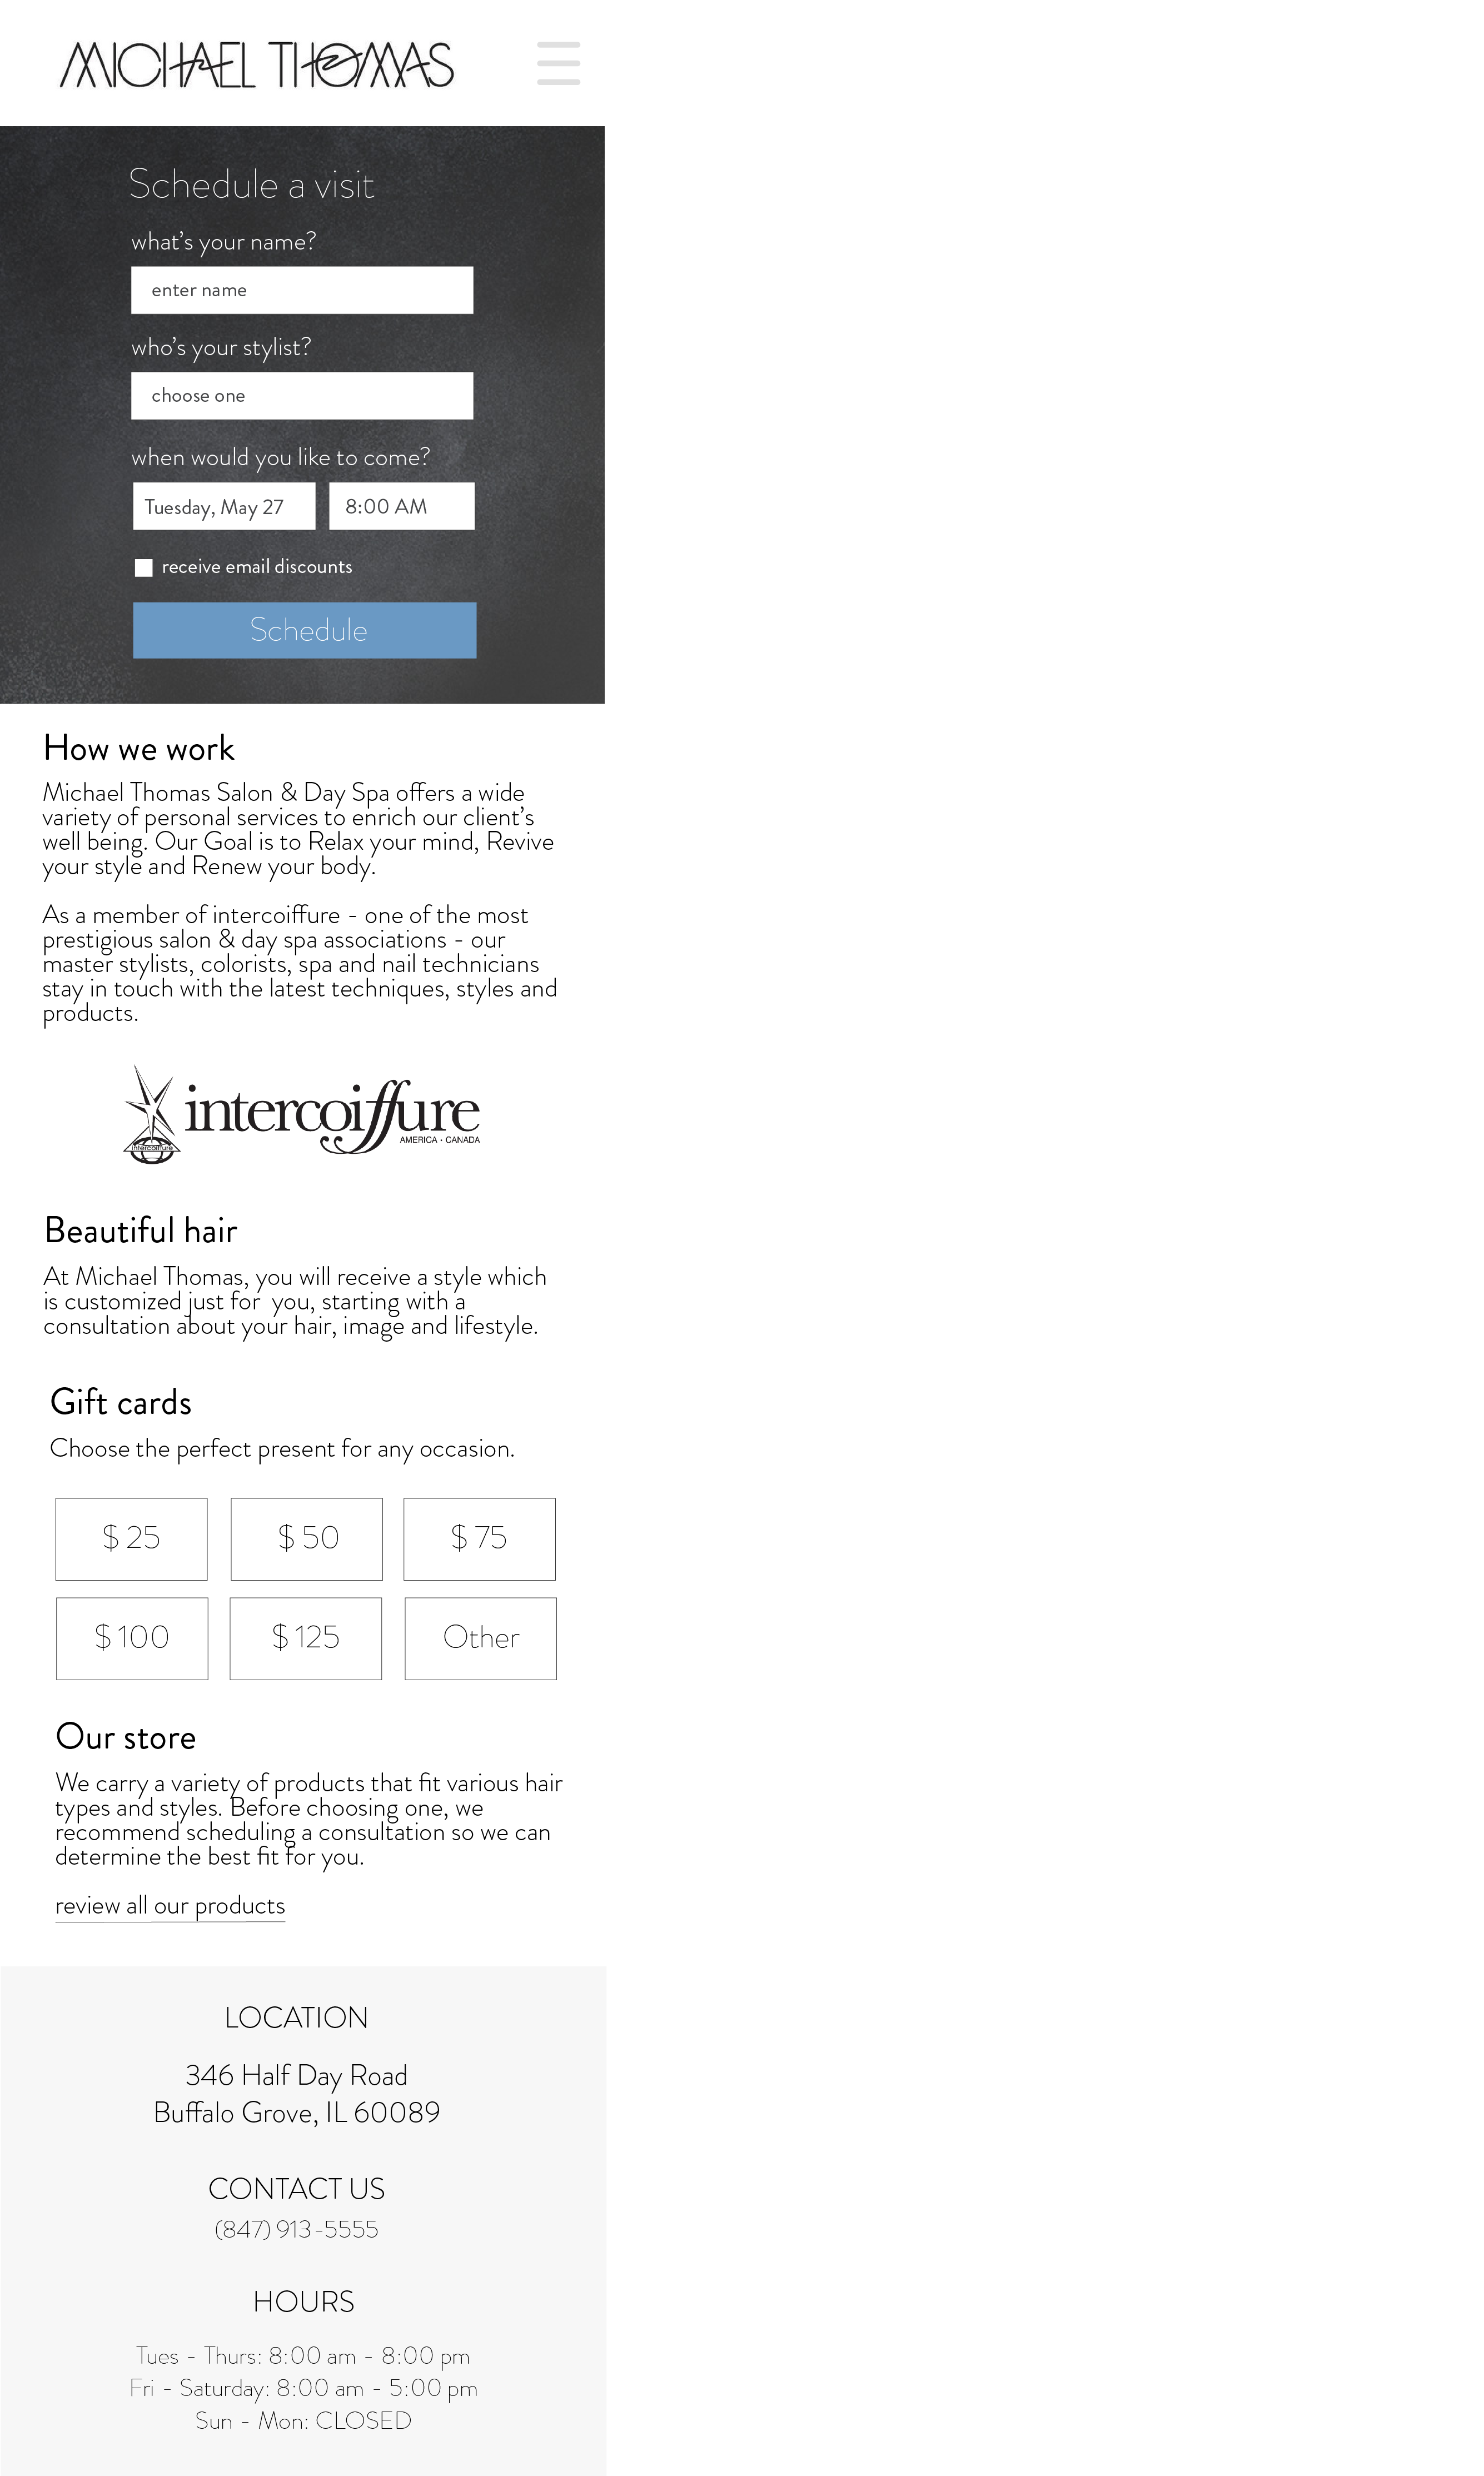 MICHAEL THOMAS
Schedule a visit
what's your name?
enter name
who's your stylist?
choose one
when would you like to come?
Tuesday, May 27
8:00 AM
receive email discounts
Schedule
How we work
Michael Thomas Salon & Day Spa offers a wide
variety of personal services to enrich our client's
well being. Our Goal is to Relax your mind, Revive
your style and Renew your body.
As a member of intercoiffure - one of the most
prestigious salon & day spa associations - our
master stylists, colorists, spa and nail technicians
stay in touch with the latest techniques, styles and
products.
intercoiffure
intercoiffure
AMERICA · CANADA
Beautiful hair
At Michael Thomas, you will receive a style which
is customized just for  you, starting with a
consultation about your hair, image and lifestyle.
Gift cards
Choose the perfect present for any occasion.
$ 25
$ 50
$ 75
$ 100
$ 125
Other
Our store
We carry a variety of products that fit various hair
types and styles. Before choosing one, we
recommend scheduling a consultation so we can
determine the best fit for you.
review all our products
LOCATION
346 Half Day Road
Buffalo Grove, IL 60089
CONTACT US
(847) 913-5555
HOURS
Tues - Thurs: 8:00 am - 8:00 pm
Fri - Saturday: 8:00 am - 5:00 pm
Sun - Mon: CLOSED